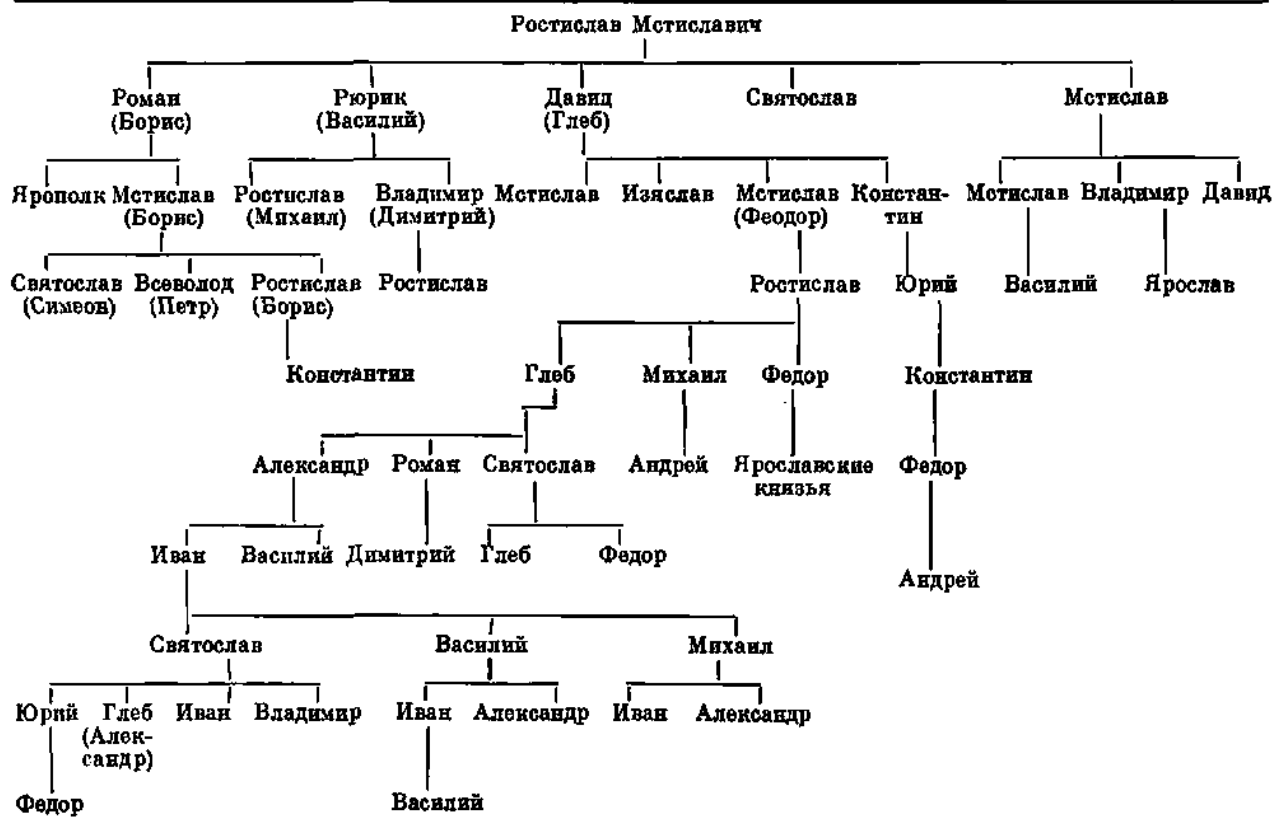 Ростислав Мстиславич
Роман Рюрик Давид Святослав Мстислав
(Борис) (Василий) (Глеб)
Ярополк Мстислав Ростислав Владимир Мстислав Изяслав Мстислав Констан- Мстислав Владимир Давид
(Борис) (Михаил) (Димитрий) (Феодор) тин
Святослав Всеволод Ростислав Ростислав Ростислав Юрий Василий Ярослав
(Симеон) (Петр) (Борис)
Константин Глеб Михаил Федор Константин
Александр Роман Святослав Андрей Ярославские Федор
князья
Иван Василий Димитрий Глеб Федор
Андрей
Святослав Василий Михаил
Юрий Глеб Иван Владимир Иван Александр Иван Александр
(Алек-
сандр)
Федор Василий